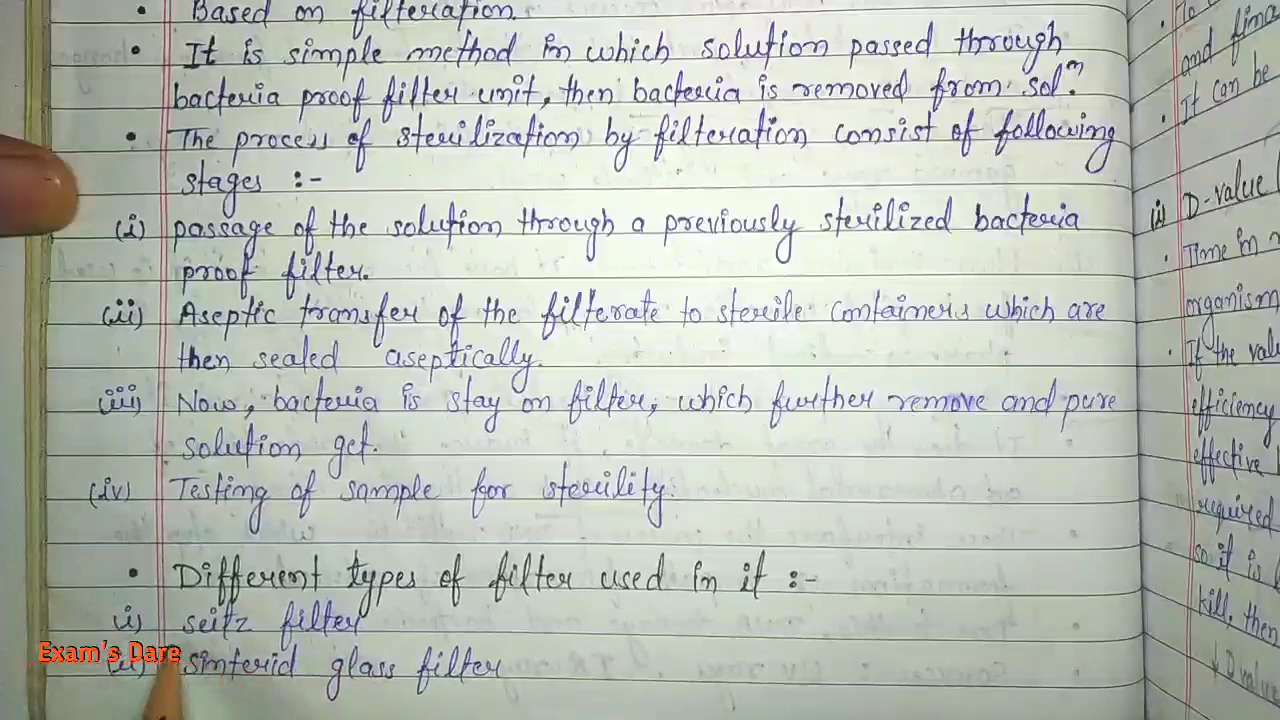 • Based on filteration.
• It is simple method in which solution passed through
bacteria proof filter unit, then bacteria is removed from solⁿ.
• The process of sterilization by filteration consist of following
stages :-
(i) passage of the solution through a previously sterilized bacteria
proof filter.
(ii) Aseptic transfer of the filterate to sterile containers which are
then sealed aseptically.
(iii) Now, bacteria is stay on filter, which further remove and pure
solution get.
(iv) Testing of sample for sterility.
• Different types of filter used in it :-
i) seitz filter
(ii) sinterid glass filter
Exam's Dare
• To
and fina
• It can be
(i) D-value
Time in
organism
• If the valu
efficiency
effective
required
so it is
kill, then
↓ D value